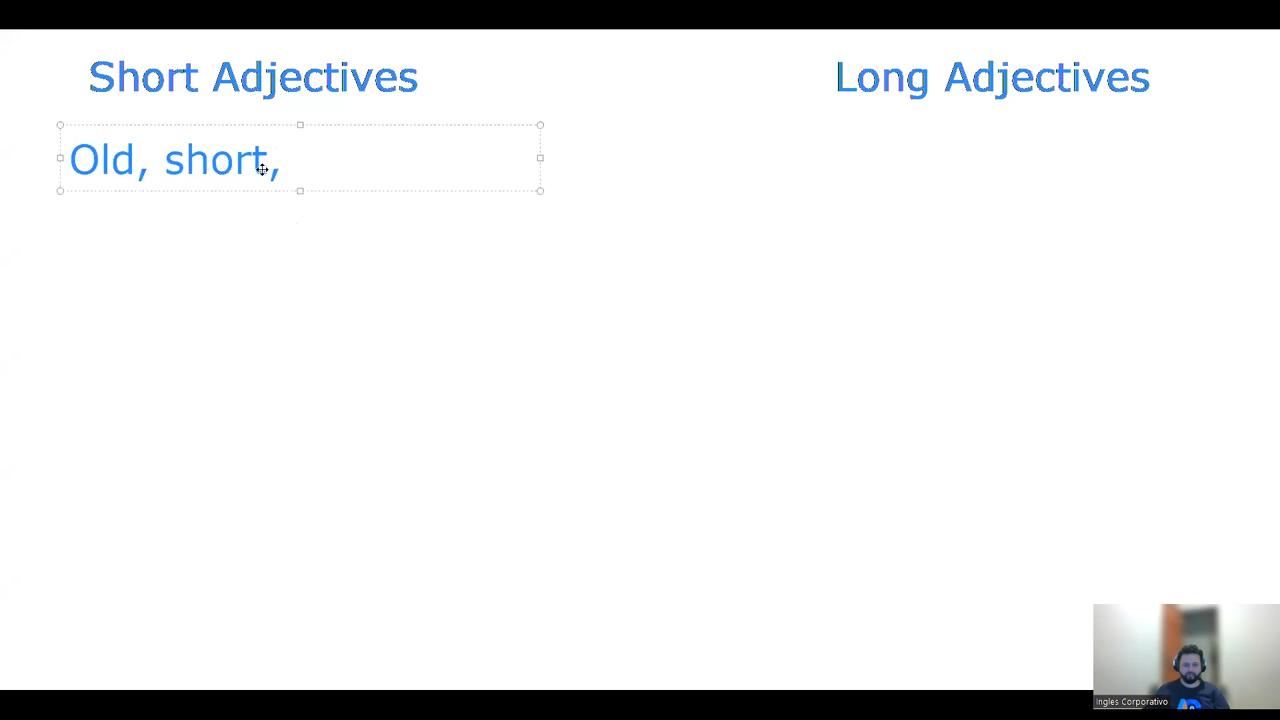 Short Adjectives
Long Adjectives
Old, short,
Ingles Corporativo